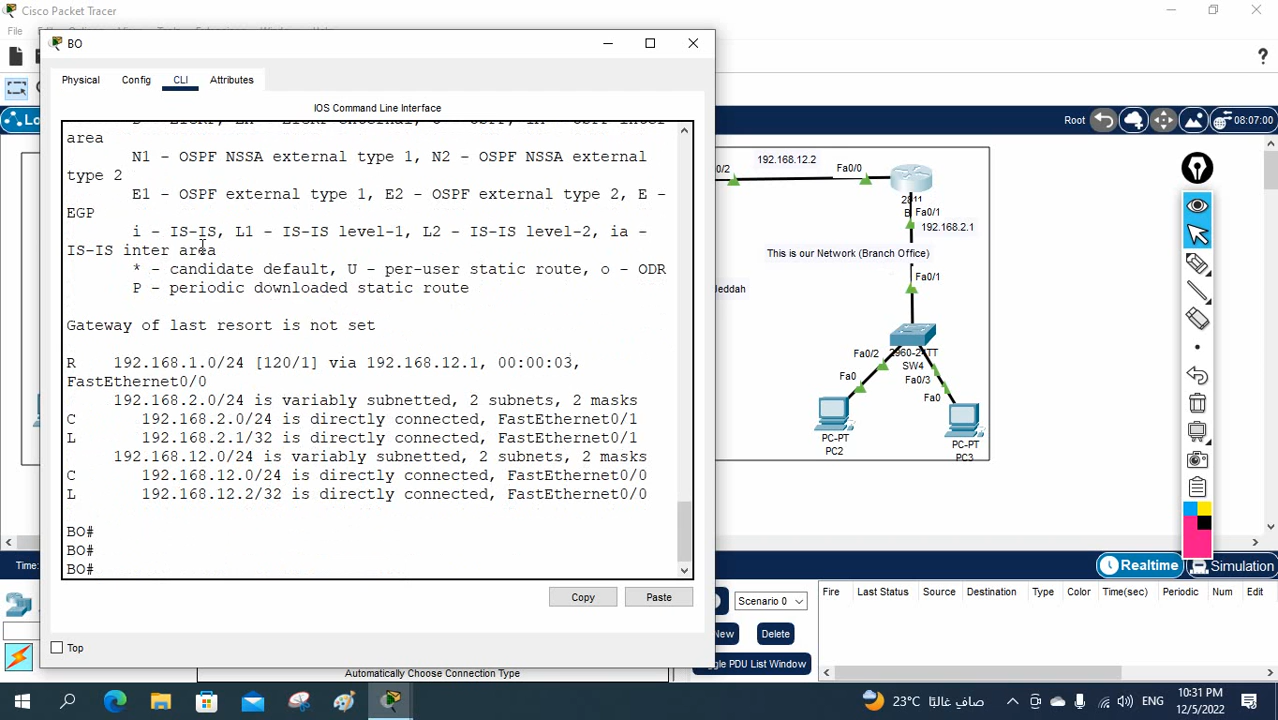 Cisco Packet Tracer
File
BO
Physical
Config
CLI
Attributes
IOS Command Line Interface
area
N1 - OSPF NSSA external type 1, N2 - OSPF NSSA external
type 2
E1 - OSPF external type 1, E2 - OSPF external type 2, E -
EGP
i - IS-IS, L1 - IS-IS level-1, L2 - IS-IS level-2, ia -
IS-IS inter area
* - candidate default, U - per-user static route, o - ODR
P - periodic downloaded static route
Gateway of last resort is not set
R 192.168.1.0/24 [120/1] via 192.168.12.1, 00:00:03,
FastEthernet0/0
192.168.2.0/24 is variably subnetted, 2 subnets, 2 masks
C 192.168.2.0/24 is directly connected, FastEthernet0/1
L 192.168.2.1/32 is directly connected, FastEthernet0/1
192.168.12.0/24 is variably subnetted, 2 subnets, 2 masks
C 192.168.12.0/24 is directly connected, FastEthernet0/0
L 192.168.12.2/32 is directly connected, FastEthernet0/0
BO#
BO#
BO#
Copy
Paste
Top
Root
08:07:00
0/2
192.168.12.2
Fa0/0
2811
Fa0/1
192.168.2.1
This is our Network (Branch Office)
Fa0/1
Jeddah
2960-24TT
SW4
Fa0/2
Fa0/3
Fa0
Fa0
PC-PT
PC2
PC-PT
PC3
Time:
Realtime
Simulation
Scenario 0
New
Delete
ggle PDU List Window
Fire
Last Status
Source
Destination
Type
Color
Time(sec)
Periodic
Num
Edit
Automatically Choose Connection Type
23°C
صافٍ غالبًا
ENG
10:31 PM
12/5/2022